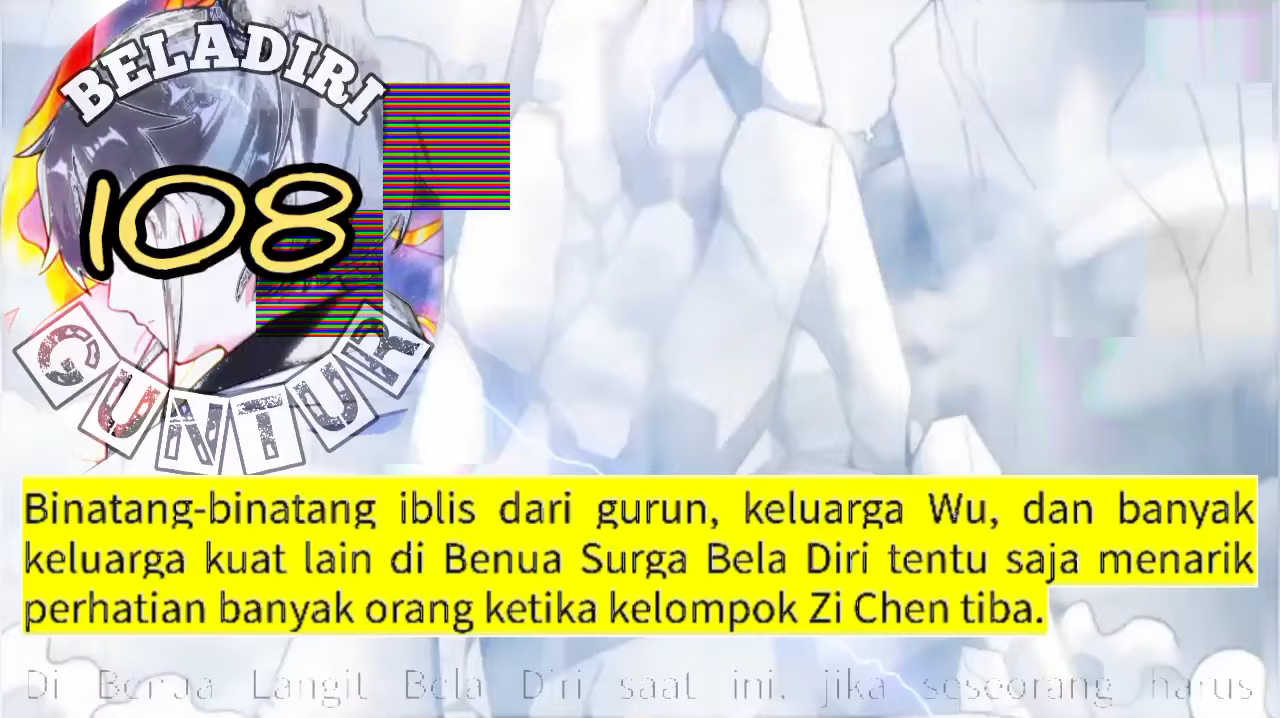 BELADIRI
108
GUNTUR
Binatang-binatang iblis dari gurun, keluarga Wu, dan banyak
keluarga kuat lain di Benua Surga Bela Diri tentu saja menarik
perhatian banyak orang ketika kelompok Zi Chen tiba.
Di Benua Langit Bela Diri saat ini, jika seseorang harus